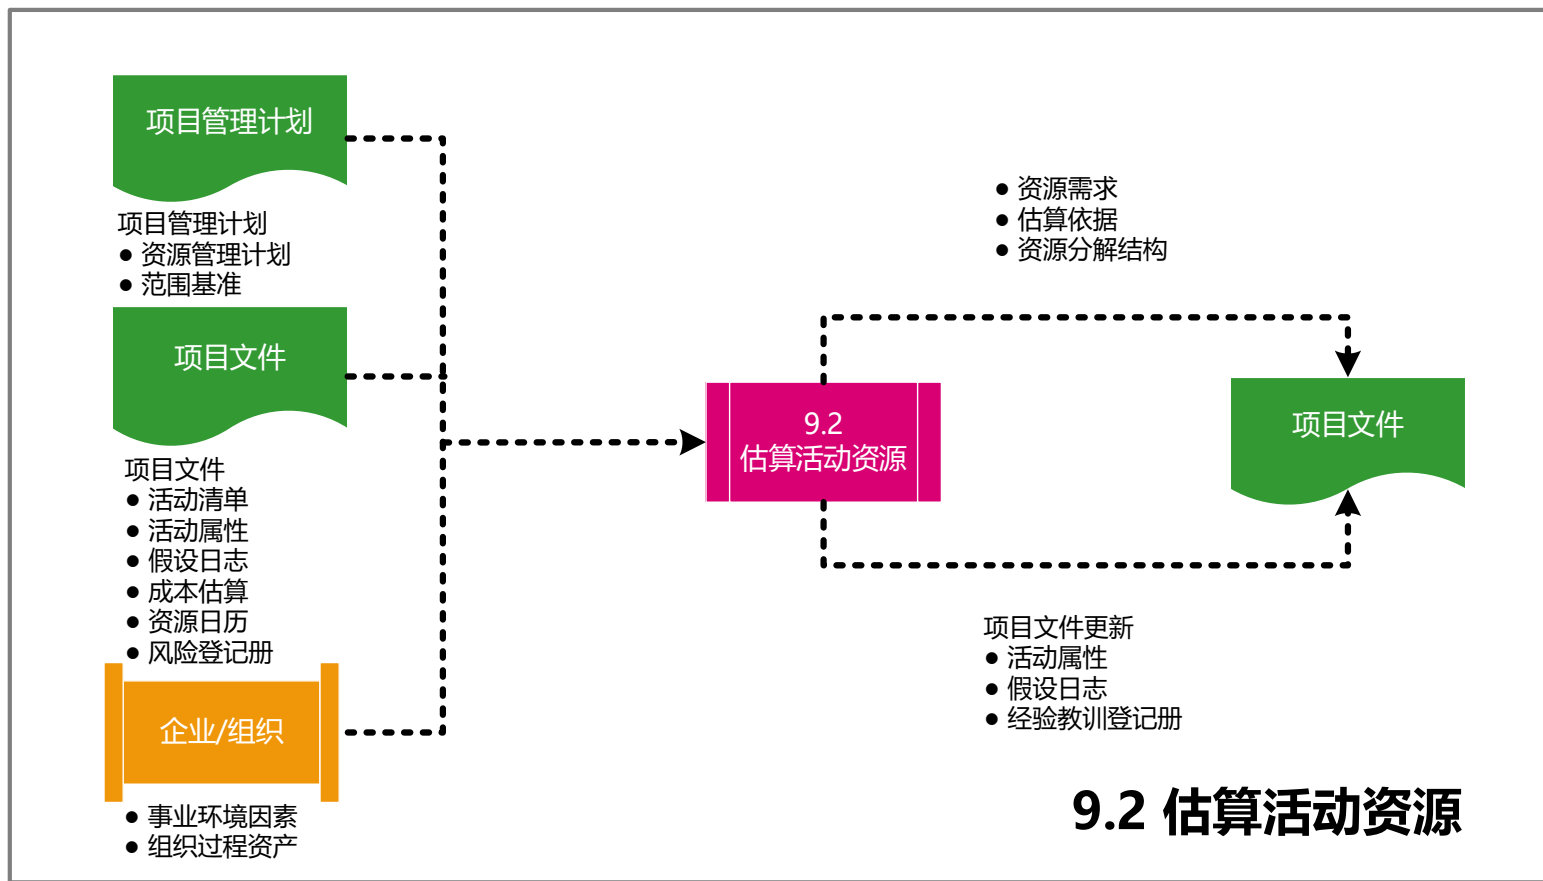 项目管理计划
项目管理计划
● 资源管理计划
● 范围基准
项目文件
项目文件
● 活动清单
● 活动属性
● 假设日志
● 成本估算
● 资源日历
● 风险登记册
企业/组织
● 事业环境因素
● 组织过程资产
9.2
估算活动资源
● 资源需求
● 估算依据
● 资源分解结构
项目文件
项目文件更新
● 活动属性
● 假设日志
● 经验教训登记册
9.2 估算活动资源